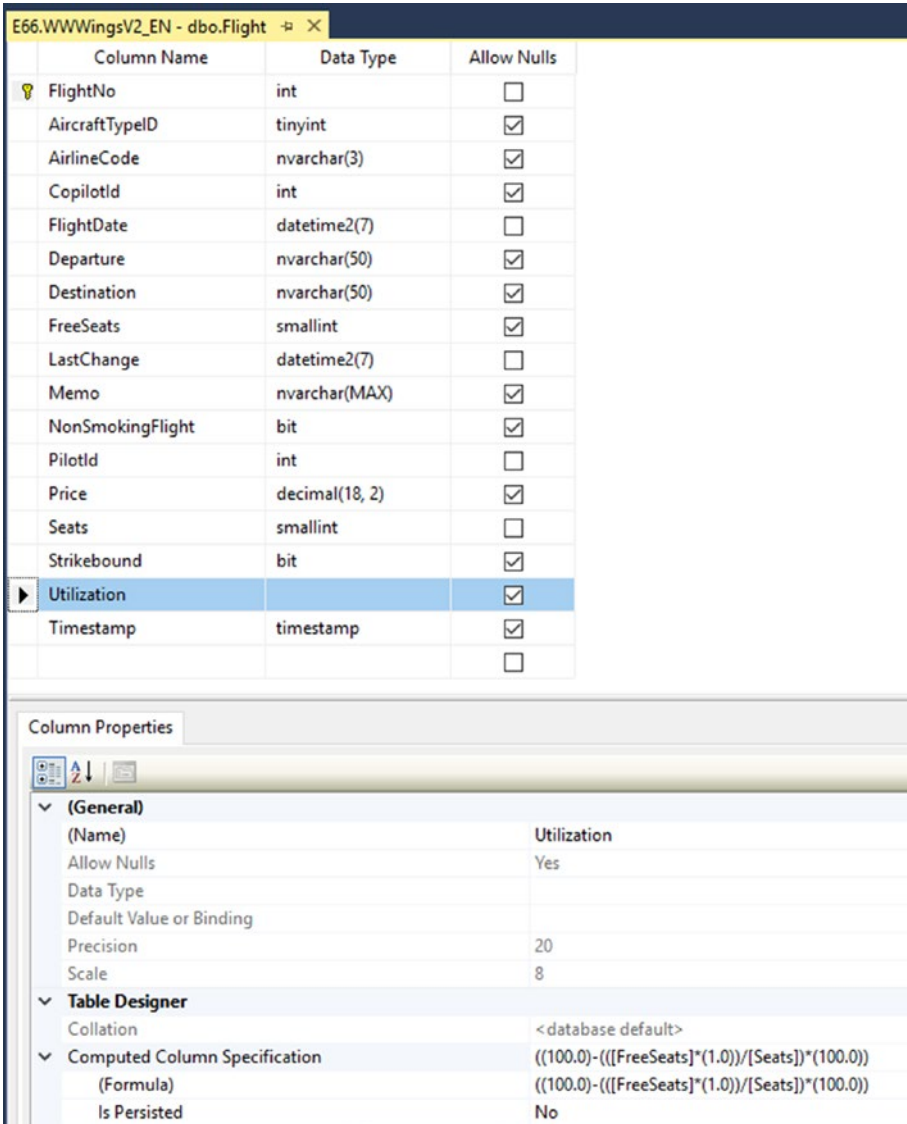 E66.WWWingsV2_EN - dbo.Flight
Column Name Data Type Allow Nulls
FlightNo int
AircraftTypeID tinyint
AirlineCode nvarchar(3)
CopilotId int
FlightDate datetime2(7)
Departure nvarchar(50)
Destination nvarchar(50)
FreeSeats smallint
LastChange datetime2(7)
Memo nvarchar(MAX)
NonSmokingFlight bit
PilotId int
Price decimal(18, 2)
Seats smallint
Strikebound bit
Utilization
Timestamp timestamp
Column Properties
(General)
(Name) Utilization
Allow Nulls Yes
Data Type
Default Value or Binding
Precision 20
Scale 8
Table Designer
Collation <database default>
Computed Column Specification ((100.0)-(([FreeSeats]*(1.0))/[Seats])*(100.0))
(Formula) ((100.0)-(([FreeSeats]*(1.0))/[Seats])*(100.0))
Is Persisted No